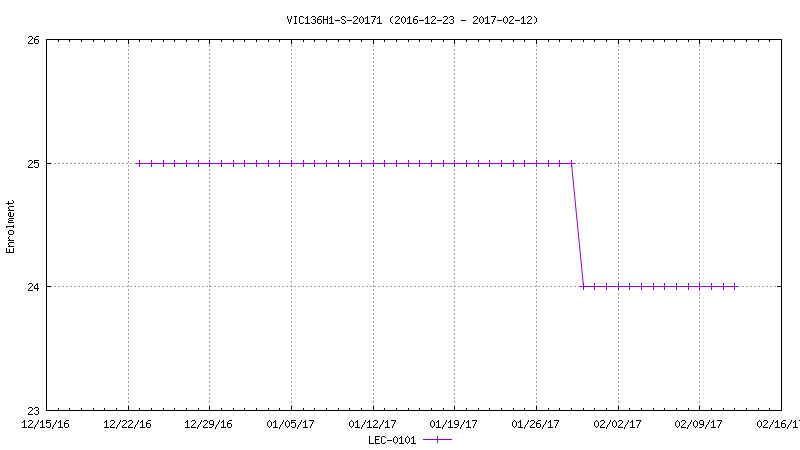 VIC136H1-S-20171 (2016-12-23 - 2017-02-12)
26
25
24
23
Enrolment
12/15/16 12/22/16 12/29/16 01/05/17 01/12/17 01/19/17 01/26/17 02/02/17 02/09/17 02/16/17
LEC-0101